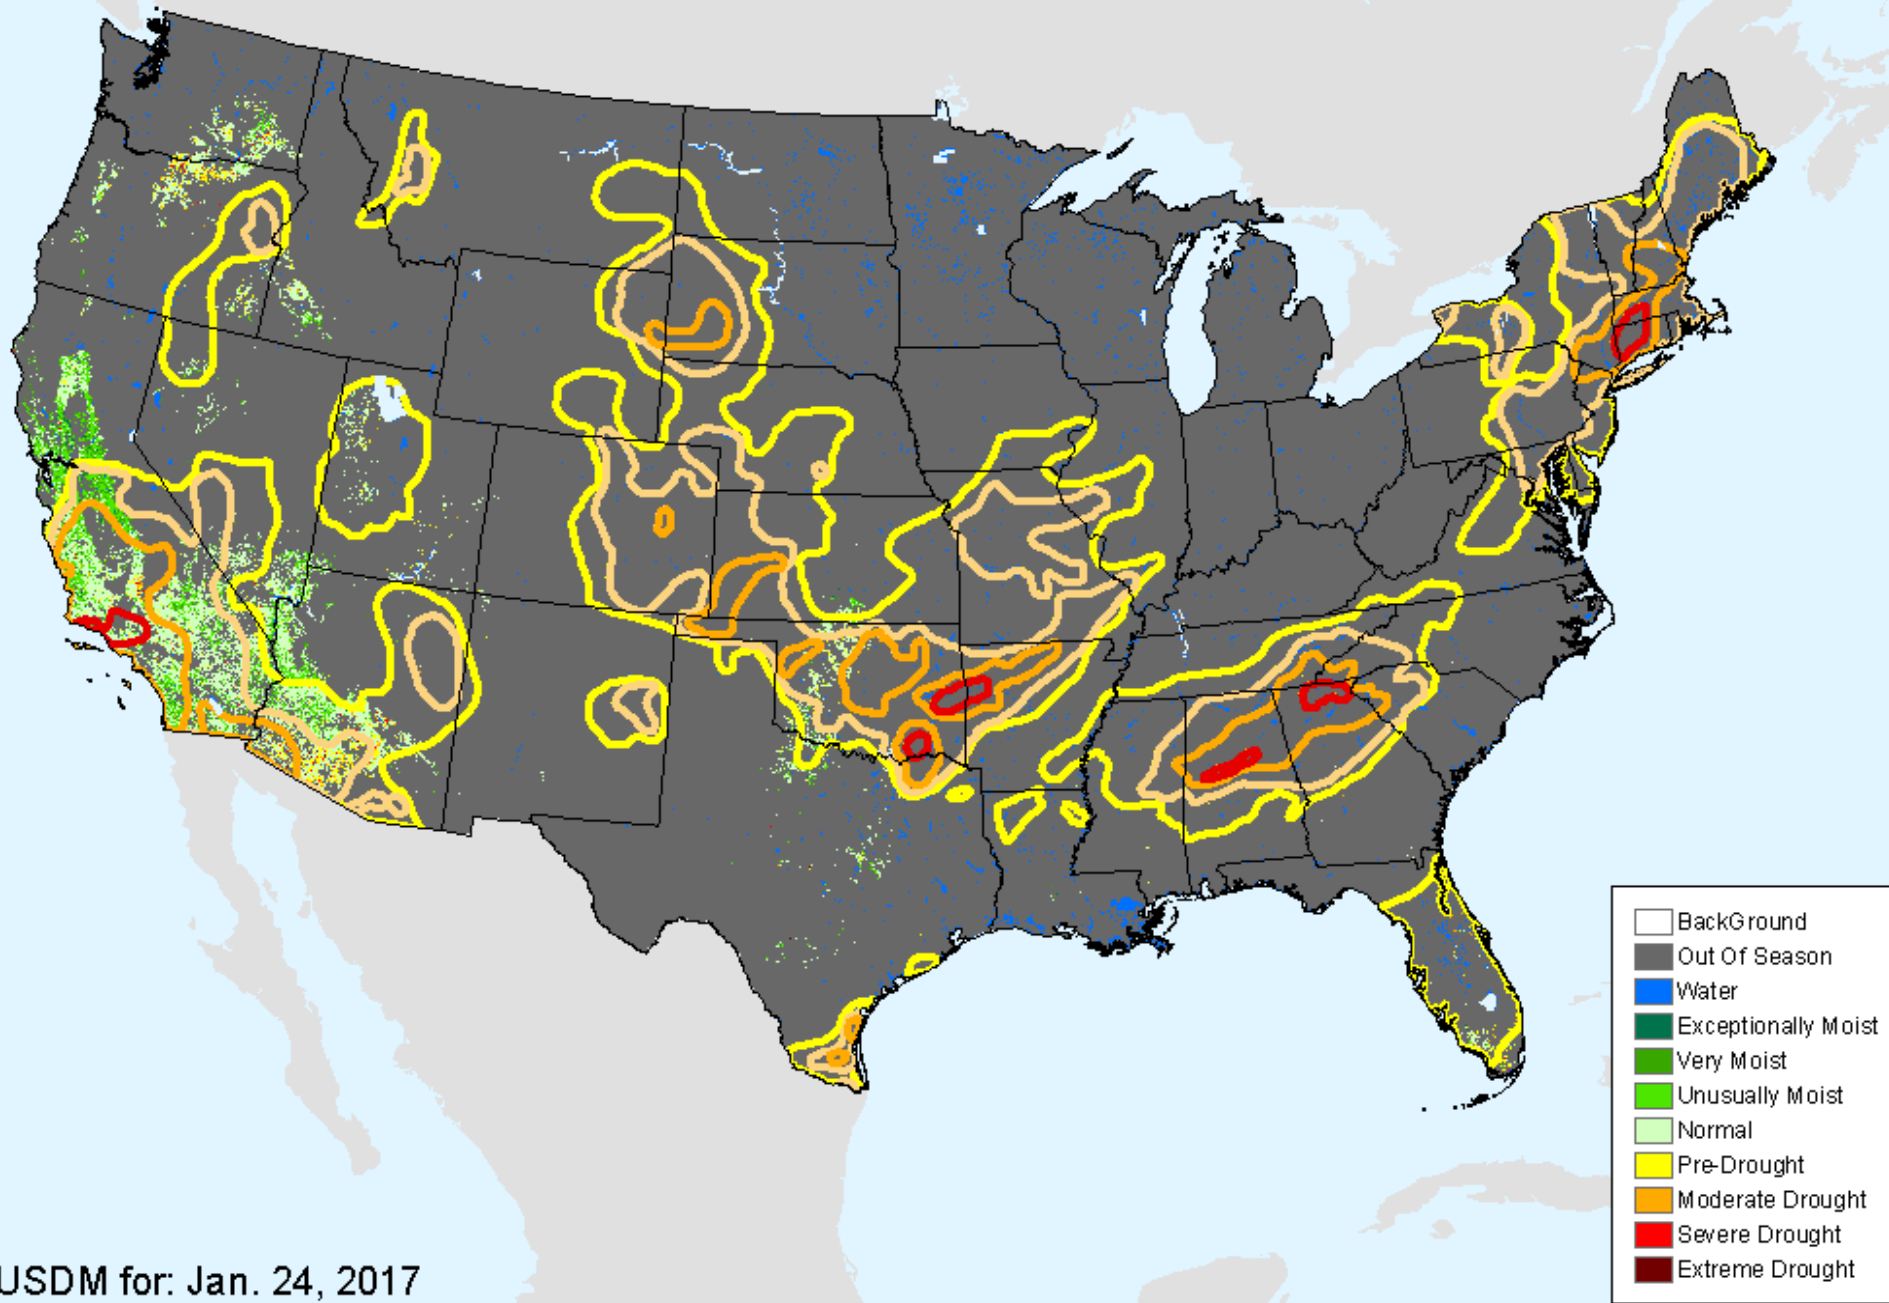 BackGround
Out Of Season
Water
Exceptionally Moist
Very Moist
Unusually Moist
Normal
Pre-Drought
Moderate Drought
Severe Drought
Extreme Drought
USDM for: Jan. 24, 2017